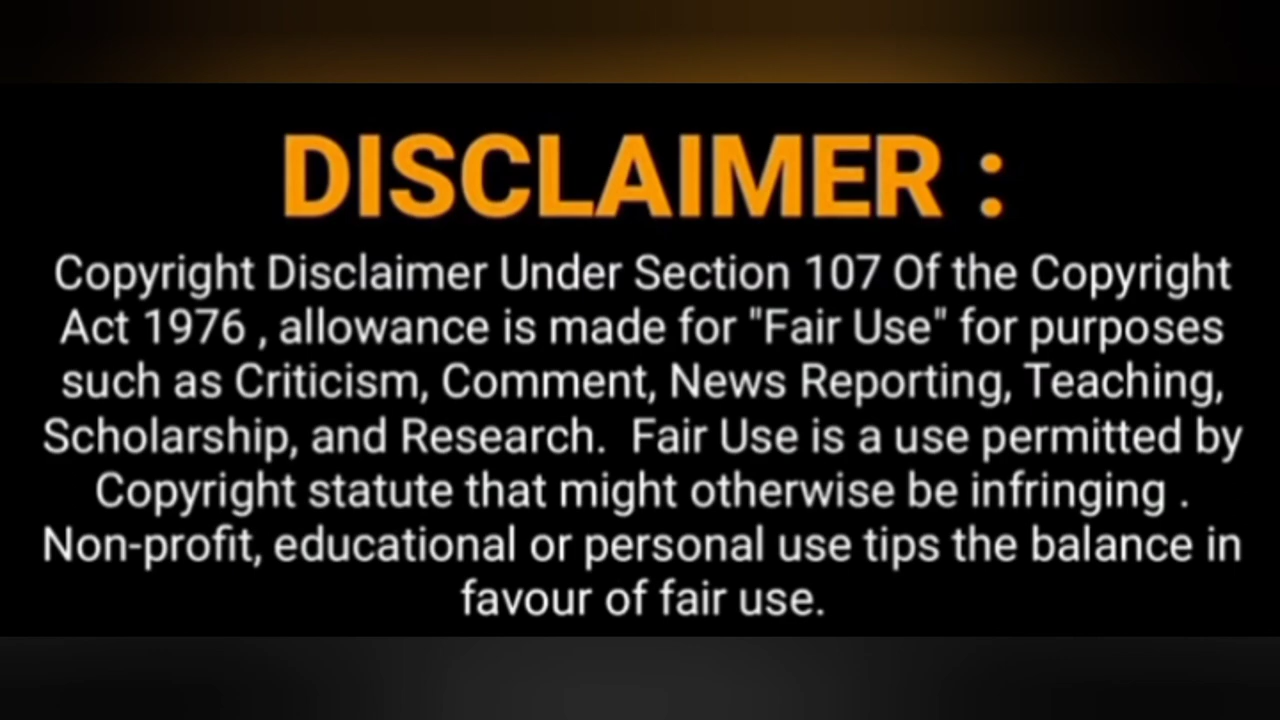 DISCLAIMER :
Copyright Disclaimer Under Section 107 Of the Copyright
Act 1976 , allowance is made for "Fair Use" for purposes
such as Criticism, Comment, News Reporting, Teaching,
Scholarship, and Research.  Fair Use is a use permitted by
Copyright statute that might otherwise be infringing .
Non-profit, educational or personal use tips the balance in
favour of fair use.